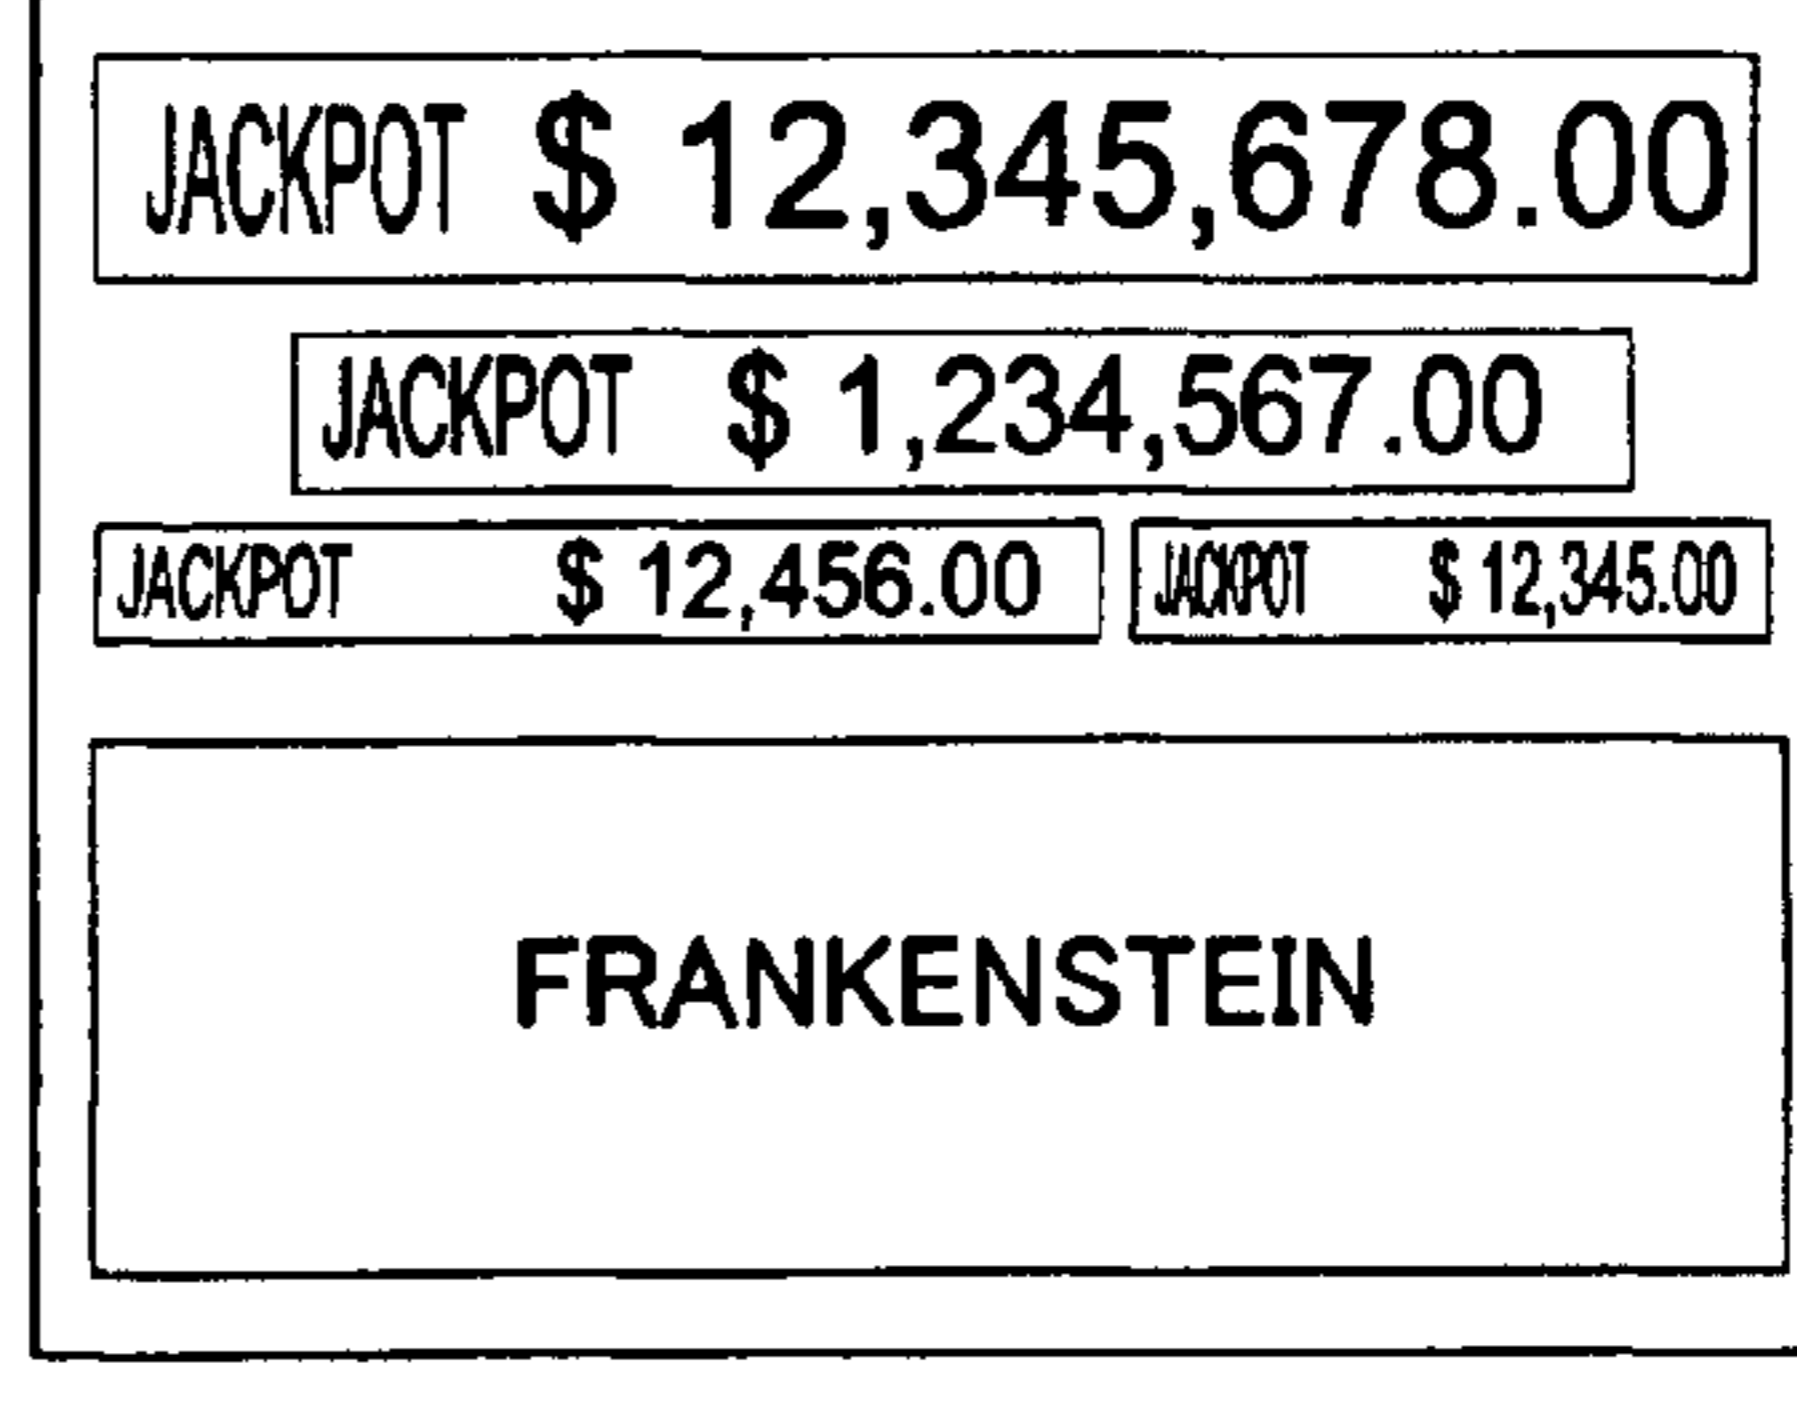 JACKPOT $ 12,345,678.00
JACKPOT $ 1,234,567.00
JACKPOT $ 12,456.00 JACKPOT $ 12,345.00
FRANKENSTEIN